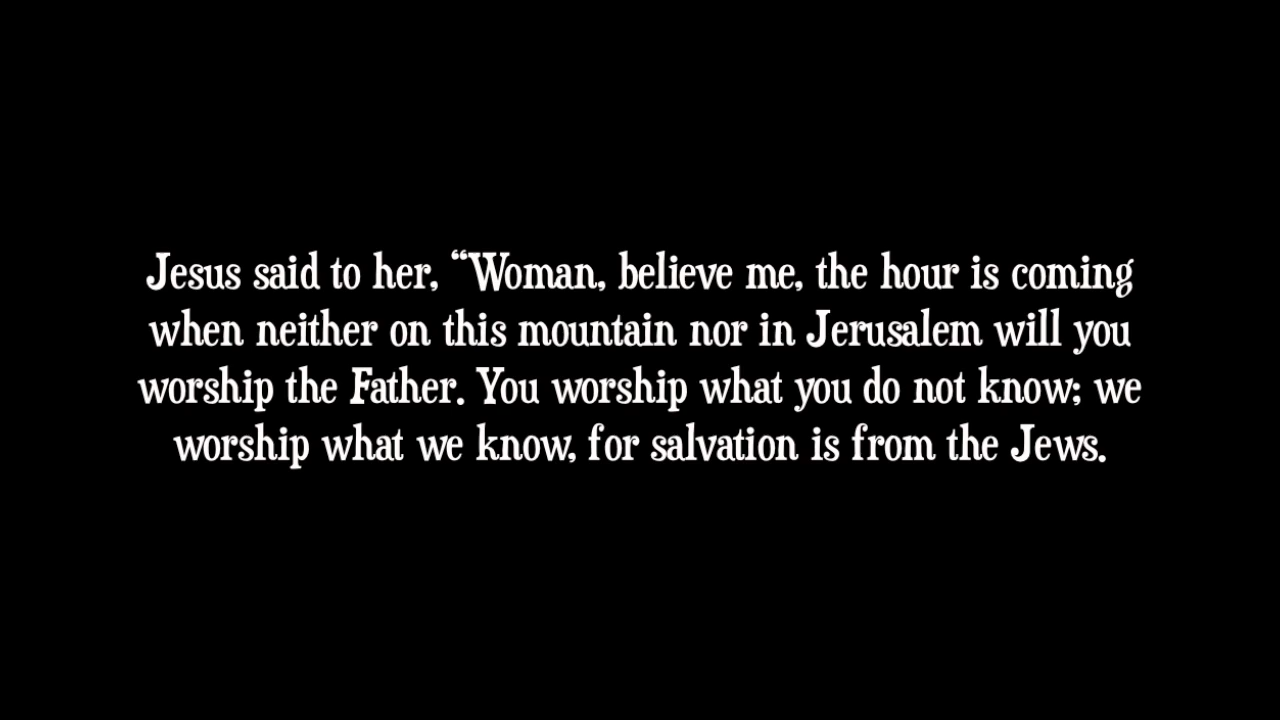 Jesus said to her, “Woman, believe me, the hour is coming
when neither on this mountain nor in Jerusalem will you
worship the Father. You worship what you do not know; we
worship what we know, for salvation is from the Jews.